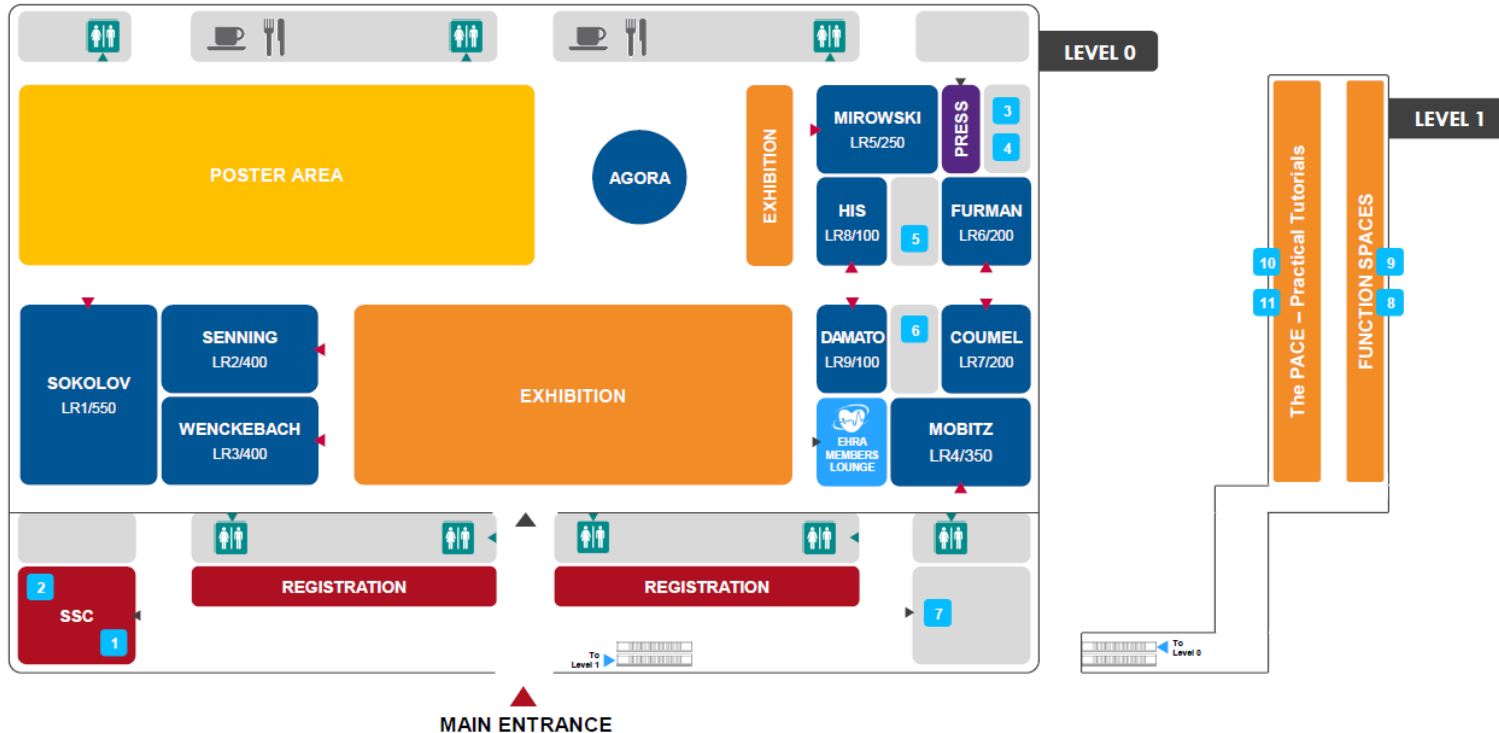 LEVEL 0
LEVEL 1
POSTER AREA
AGORA
EXHIBITION
MIROWSKI
LR5/250
PRESS
3
4
HIS
LR8/100
5
FURMAN
LR6/200
SOKOLOV
LR1/550
SENNING
LR2/400
WENCKEBACH
LR3/400
EXHIBITION
DAMATO
LR9/100
6
COUMEL
LR7/200
EHRA
MEMBERS
LOUNGE
MOBITZ
LR4/350
The PACE – Practical Tutorials
FUNCTION SPACES
10
11
9
8
2
SSC
1
REGISTRATION
REGISTRATION
7
To
Level 1
To
Level 0
MAIN ENTRANCE